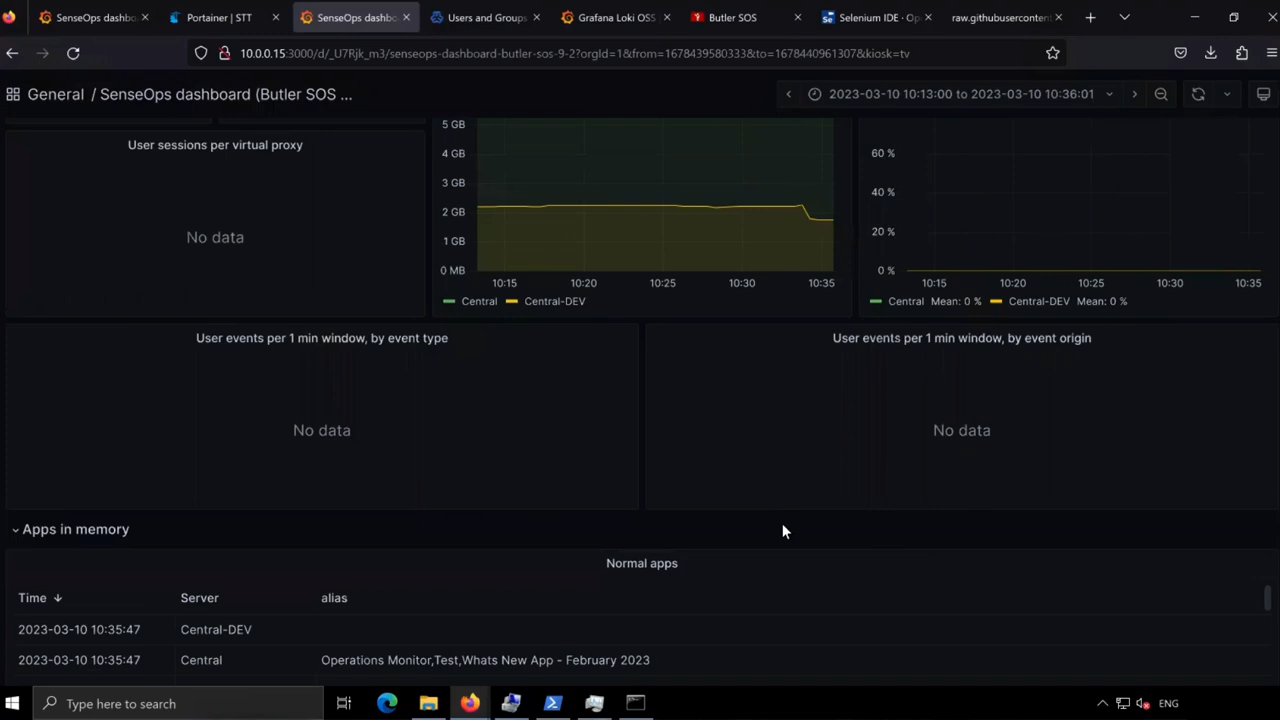 SenseOps dashbo
Portainer | STT
SenseOps dashbo
Users and Groups
Grafana Loki OSS
Butler SOS
Selenium IDE - Op
raw.githubusercontent
10.0.0.15:3000/d/_U7Rjk_m3/senseops-dashboard-butler-sos-9-2?orgId=1&from=1678439580333&to=1678440961307&kiosk=tv
General / SenseOps dashboard (Butler SOS ...
2023-03-10 10:13:00 to 2023-03-10 10:36:01
User sessions per virtual proxy
No data
5 GB
4 GB
3 GB
2 GB
1 GB
0 MB
10:15 10:20 10:25 10:30 10:35
Central Central-DEV
60 %
40 %
20 %
0 %
10:15 10:20 10:25 10:30 10:35
Central Mean: 0 % Central-DEV Mean: 0 %
User events per 1 min window, by event type
No data
User events per 1 min window, by event origin
No data
Apps in memory
Normal apps
Time Server alias
2023-03-10 10:35:47 Central-DEV
2023-03-10 10:35:47 Central Operations Monitor,Test,Whats New App - February 2023
Type here to search
ENG